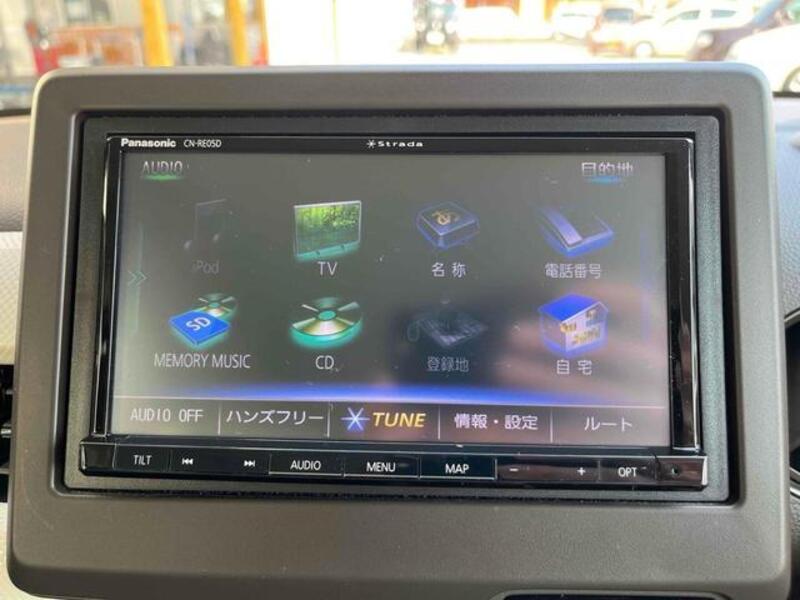 Panasonic CN-RE05D Strada
AUDIO 目的地
iPod TV 名称 電話番号
SD
MEMORY MUSIC CD 登録地 自宅
AUDIO OFF ハンズフリー TUNE 情報・設定 ルート
TILT AUDIO MENU MAP − + OPT